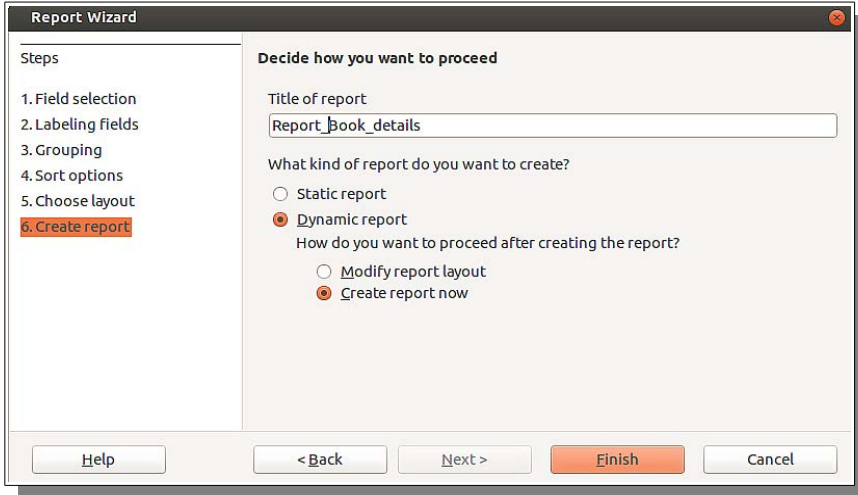 Report Wizard
Steps
1. Field selection
2. Labeling fields
3. Grouping
4. Sort options
5. Choose layout
6. Create report
Decide how you want to proceed
Title of report
Report_Book_details
What kind of report do you want to create?
Static report
Dynamic report
How do you want to proceed after creating the report?
Modify report layout
Create report now
Help
< Back
Next >
Finish
Cancel